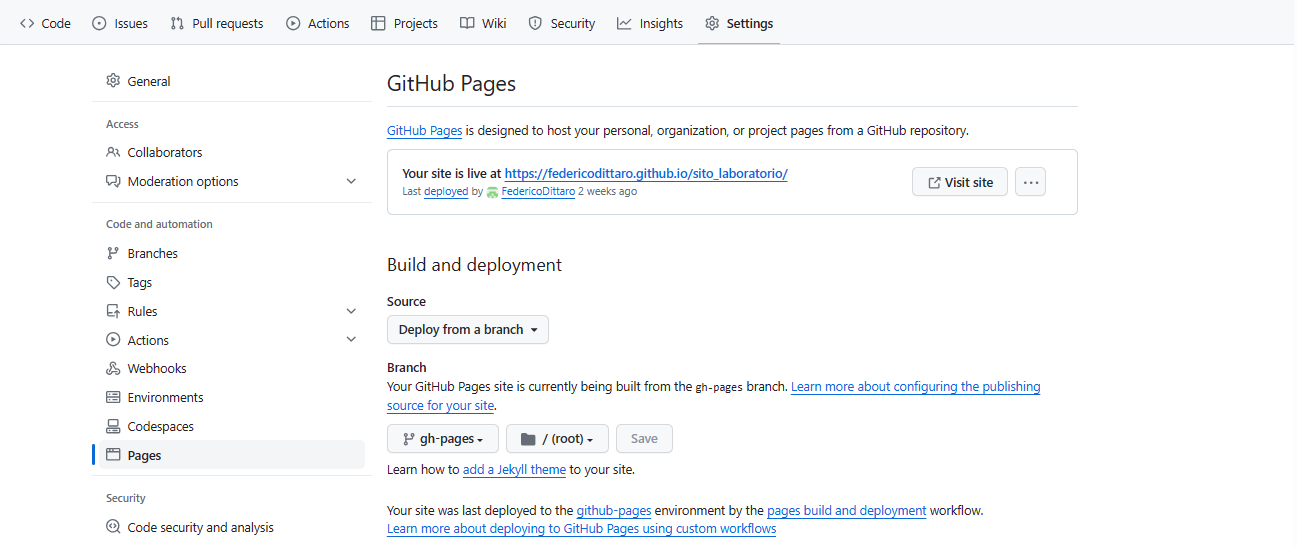 Code Issues Pull requests Actions Projects Wiki Security Insights Settings
General
Access
Collaborators
Moderation options
Code and automation
Branches
Tags
Rules
Actions
Webhooks
Environments
Codespaces
Pages
Security
Code security and analysis
GitHub Pages
GitHub Pages is designed to host your personal, organization, or project pages from a GitHub repository.
Your site is live at https://federicodittaro.github.io/sito_laboratorio/
Last deployed by FedericoDittaro 2 weeks ago
Visit site
Build and deployment
Source
Deploy from a branch
Branch
Your GitHub Pages site is currently being built from the gh-pages branch. Learn more about configuring the publishing
source for your site.
gh-pages / (root) Save
Learn how to add a Jekyll theme to your site.
Your site was last deployed to the github-pages environment by the pages build and deployment workflow.
Learn more about deploying to GitHub Pages using custom workflows